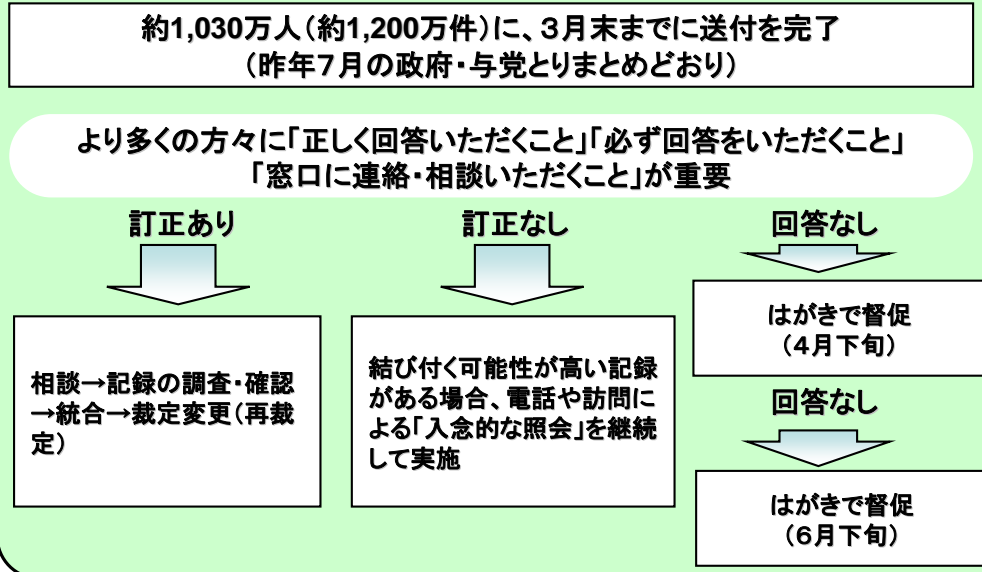 約1,030万人（約1,200万件）に、３月末までに送付を完了
（昨年７月の政府・与党とりまとめどおり）
より多くの方々に「正しく回答いただくこと」「必ず回答をいただくこと」
「窓口に連絡・相談いただくこと」が重要
訂正あり
相談→記録の調査・確認
→統合→裁定変更（再裁
定）
訂正なし
結び付く可能性が高い記録
がある場合、電話や訪問に
よる「入念的な照会」を継続
して実施
回答なし
はがきで督促
（４月下旬）
回答なし
はがきで督促
（６月下旬）